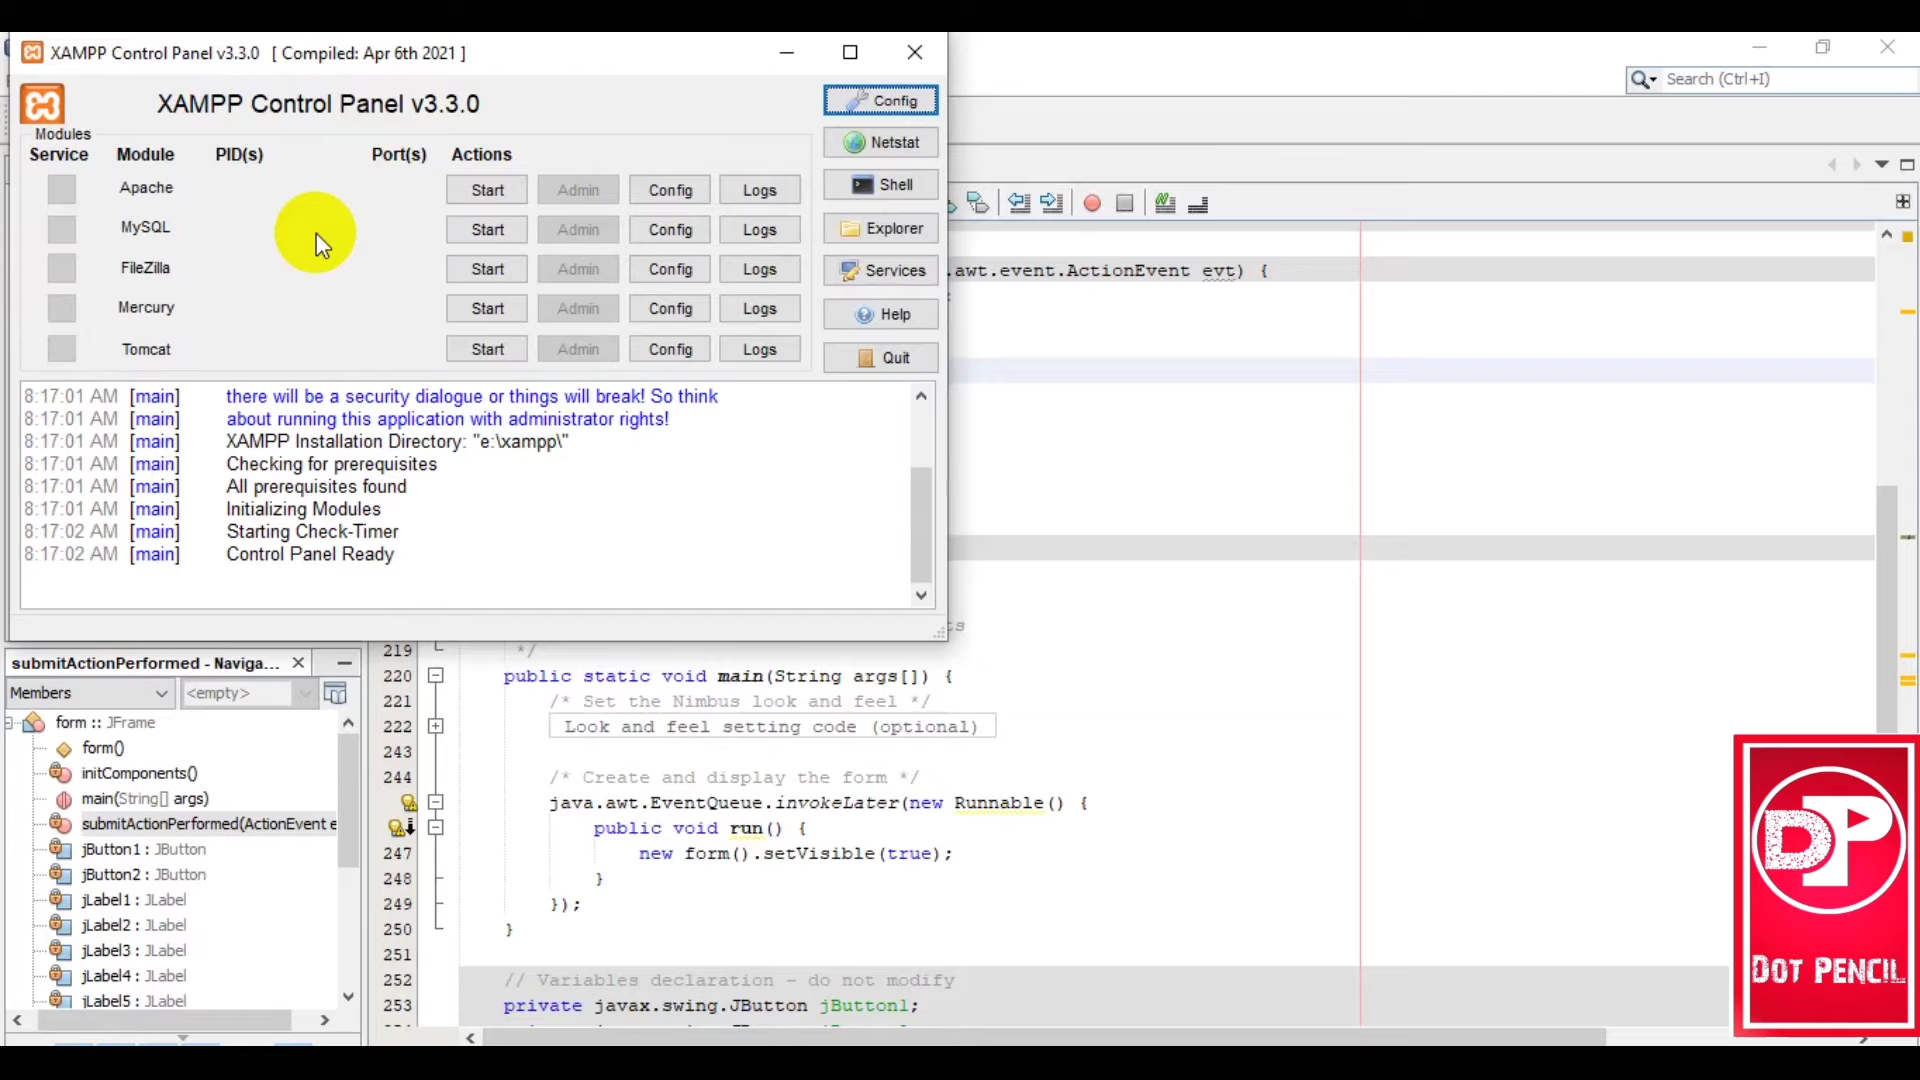 XAMPP Control Panel v3.3.0 [ Compiled: Apr 6th 2021 ]
XAMPP Control Panel v3.3.0
Modules
Service Module PID(s) Port(s) Actions
Apache Start Admin Config Logs
MySQL Start Admin Config Logs
FileZilla Start Admin Config Logs
Mercury Start Admin Config Logs
Tomcat Start Admin Config Logs
Config
Netstat
Shell
Explorer
Services
Help
Quit
8:17:01 AM [main] there will be a security dialogue or things will break! So think
8:17:01 AM [main] about running this application with administrator rights!
8:17:01 AM [main] XAMPP Installation Directory: "e:\xampp\"
8:17:01 AM [main] Checking for prerequisites
8:17:01 AM [main] All prerequisites found
8:17:01 AM [main] Initializing Modules
8:17:02 AM [main] Starting Check-Timer
8:17:02 AM [main] Control Panel Ready
Search (Ctrl+I)
.awt.event.ActionEvent evt) {
ts
submitActionPerformed - Naviga...
Members <empty>
form :: JFrame
form()
initComponents()
main(String[] args)
submitActionPerformed(ActionEvent e
jButton1 : JButton
jButton2 : JButton
jLabel1 : JLabel
jLabel2 : JLabel
jLabel3 : JLabel
jLabel4 : JLabel
jLabel5 : JLabel
219 */
220 public static void main(String args[]) {
221 /* Set the Nimbus look and feel */
222 Look and feel setting code (optional)
243
244 /* Create and display the form */
java.awt.EventQueue.invokeLater(new Runnable() {
public void run() {
247 new form().setVisible(true);
248 }
249 });
250 }
251
252 // Variables declaration - do not modify
253 private javax.swing.JButton jButton1;
DP
DOT PENCIL